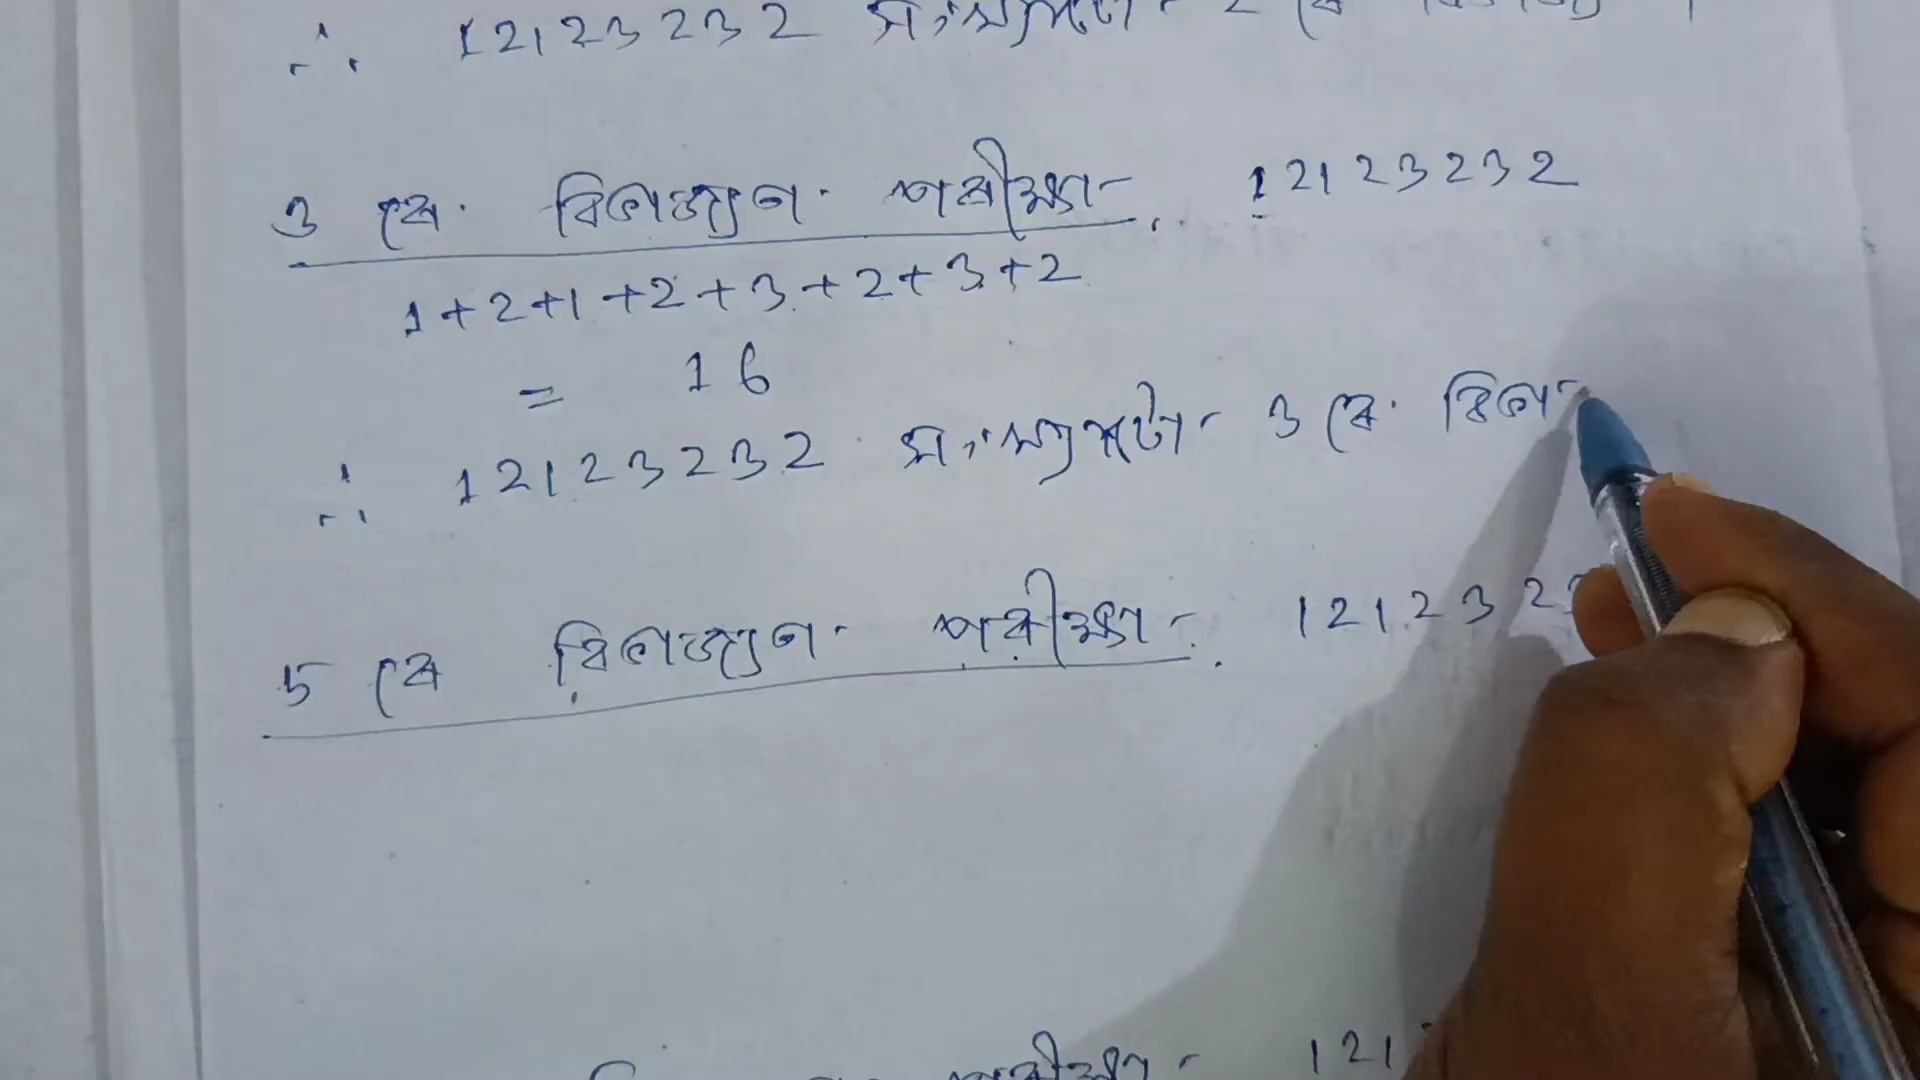 ∴ 12123232 সংখ্যাটো 2 ৰে
3 ৰে বিভাজ্যতা পৰীক্ষা 12123232
1+2+1+2+3+2+3+2
= 16
∴ 12123232 সংখ্যাটো 3 ৰে বিভা
5 ৰে বিভাজ্যতা পৰীক্ষা 121232
পৰীক্ষা 121